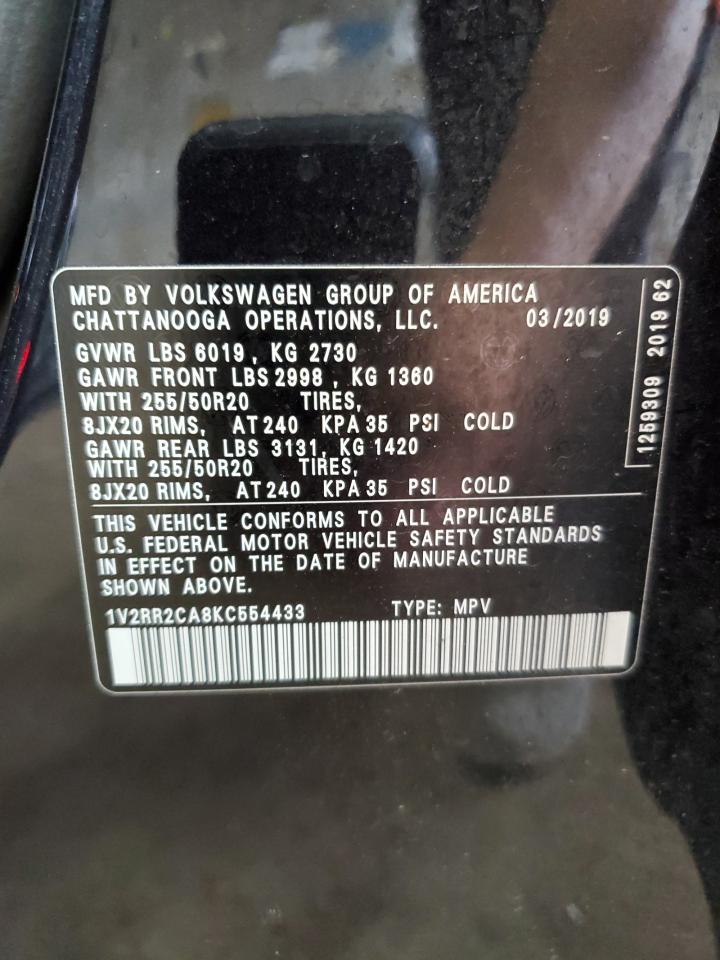 MFD BY VOLKSWAGEN GROUP OF AMERICA
CHATTANOOGA OPERATIONS, LLC. 03/2019
GVWR LBS 6019, KG 2730
GAWR FRONT LBS 2998, KG 1360
WITH 255/50R20 TIRES,
8JX20 RIMS, AT 240 KPA 35 PSI COLD
GAWR REAR LBS 3131, KG 1420
WITH 255/50R20 TIRES,
8JX20 RIMS, AT 240 KPA 35 PSI COLD
THIS VEHICLE CONFORMS TO ALL APPLICABLE
U.S. FEDERAL MOTOR VEHICLE SAFETY STANDARDS
IN EFFECT ON THE DATE OF MANUFACTURE
SHOWN ABOVE.
1V2RR2CA8KC554433 TYPE: MPV
1259309 2019 62